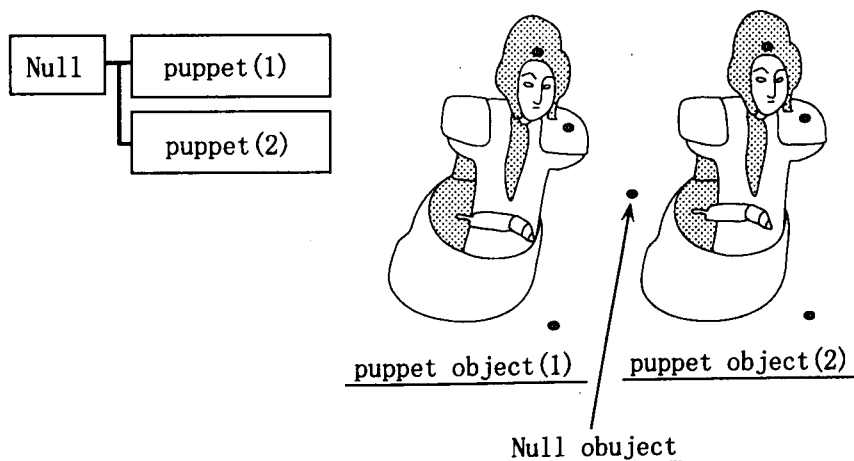 Null
puppet(1)
puppet(2)
puppet object(1)
puppet object(2)
Null obuject